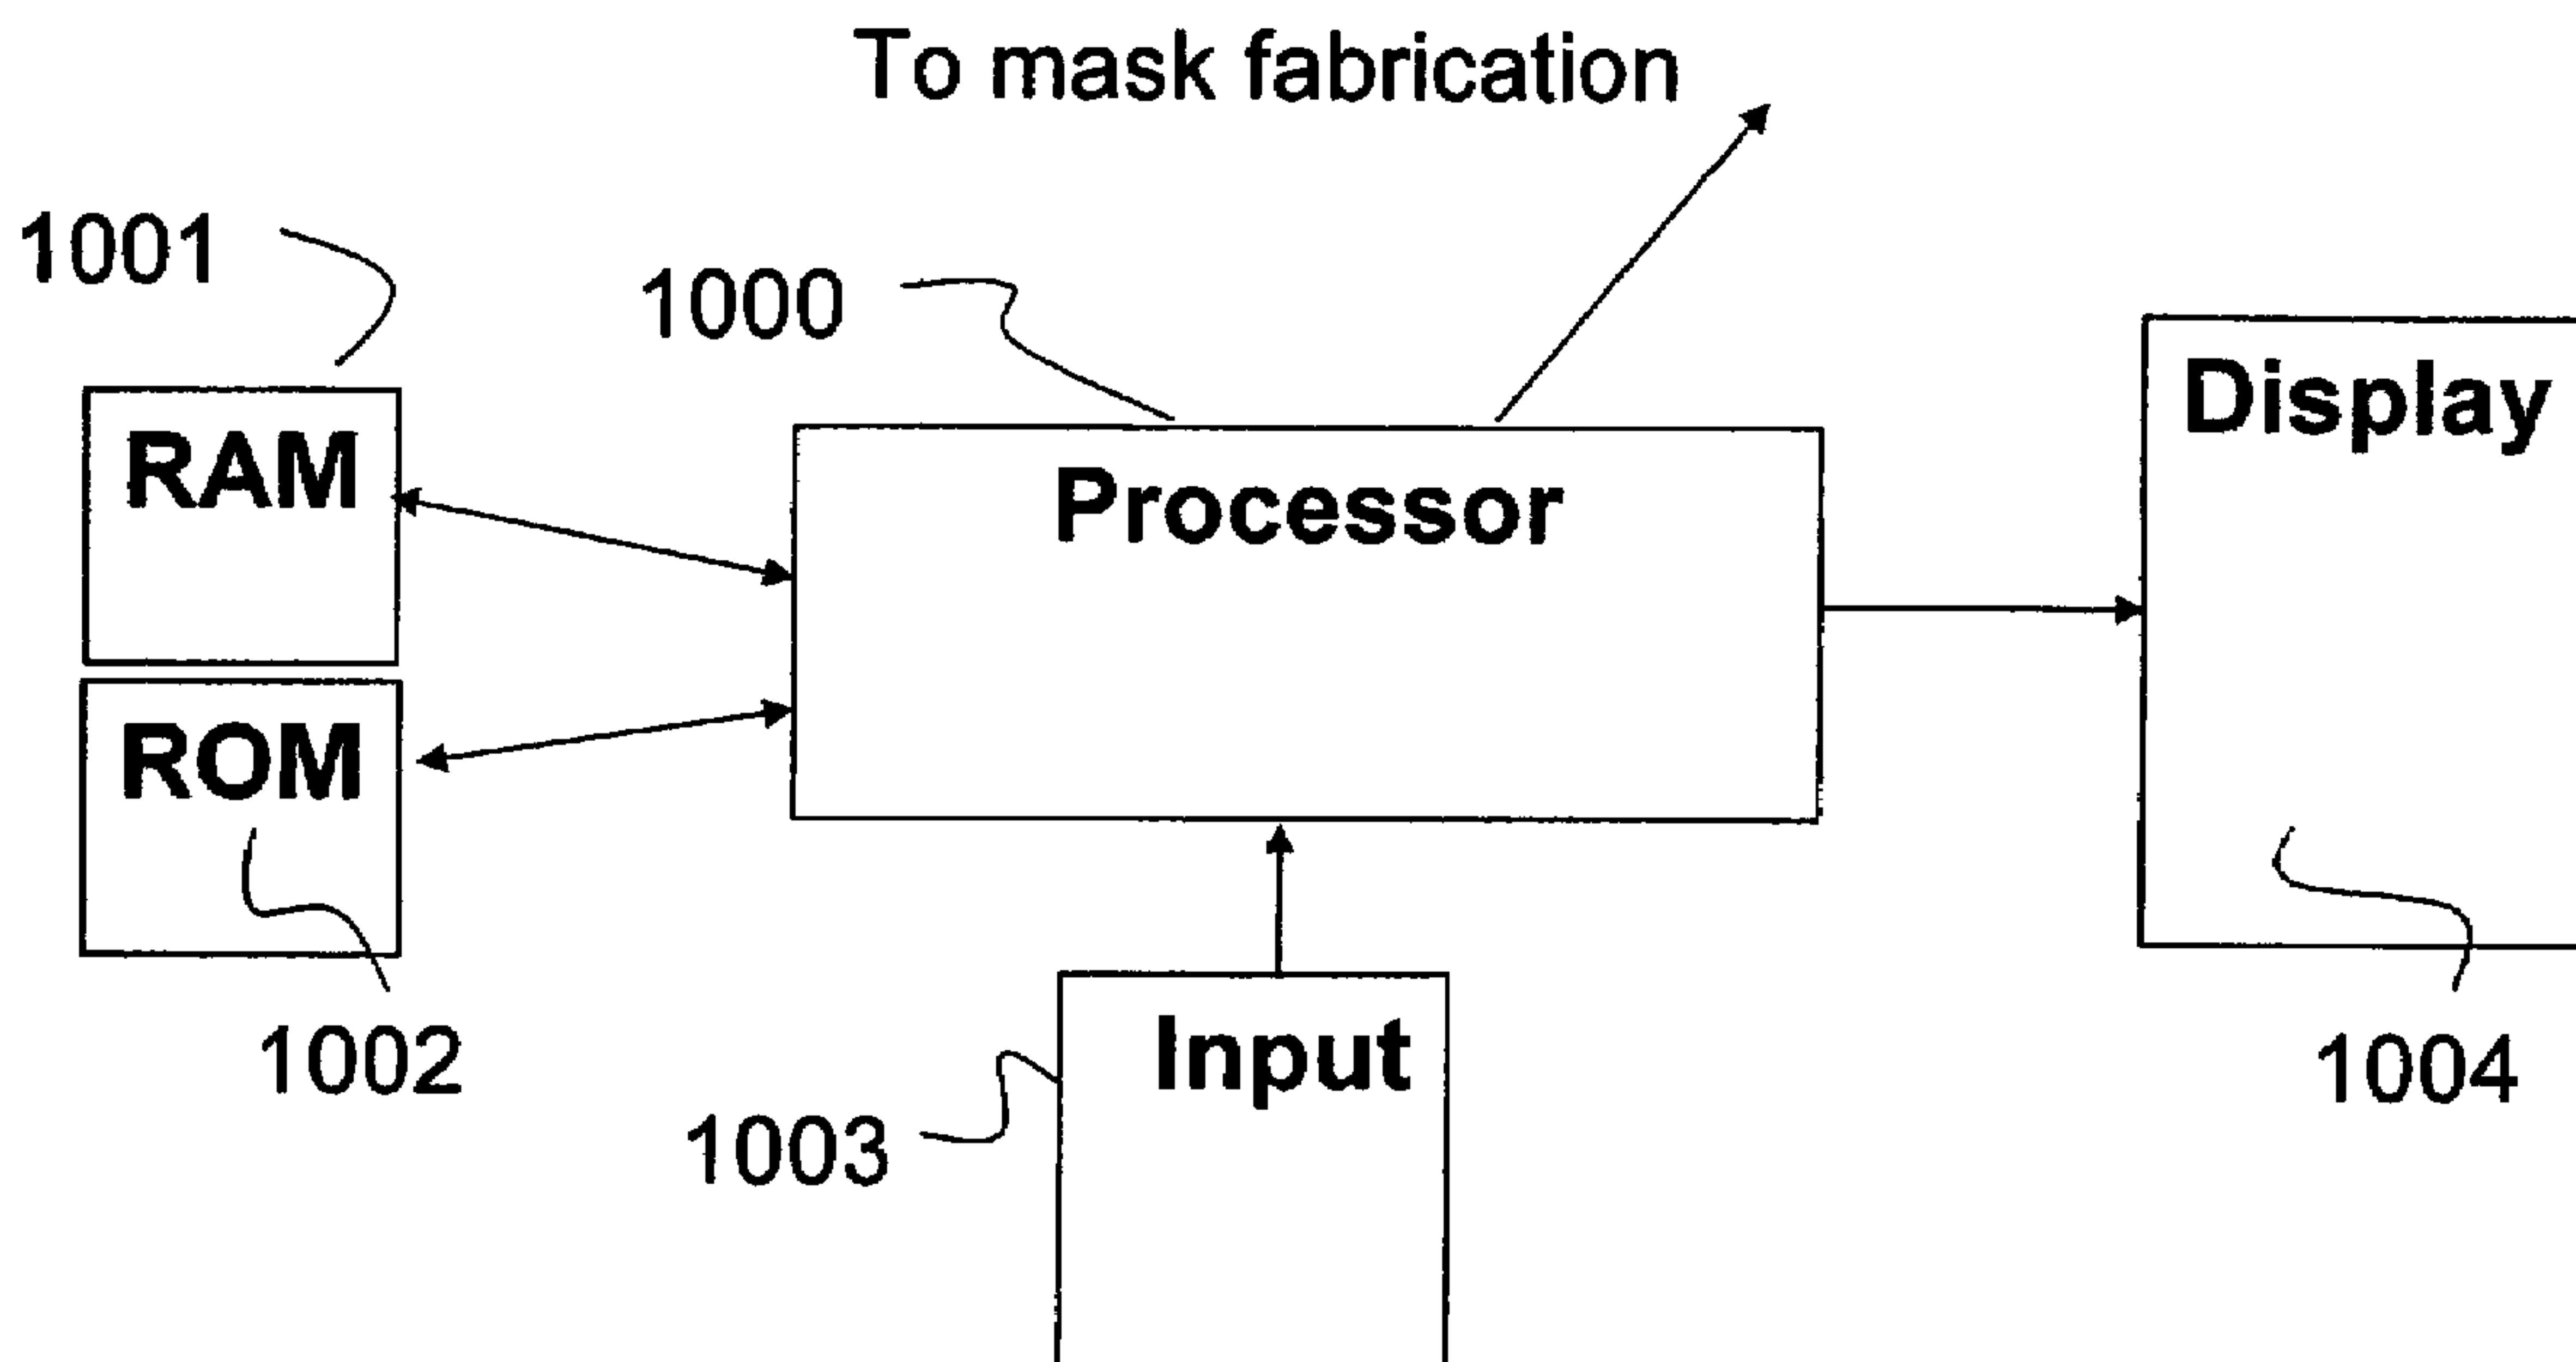 To mask fabrication
1001
1000
RAM
Processor
Display
ROM
1002
Input
1003
1004